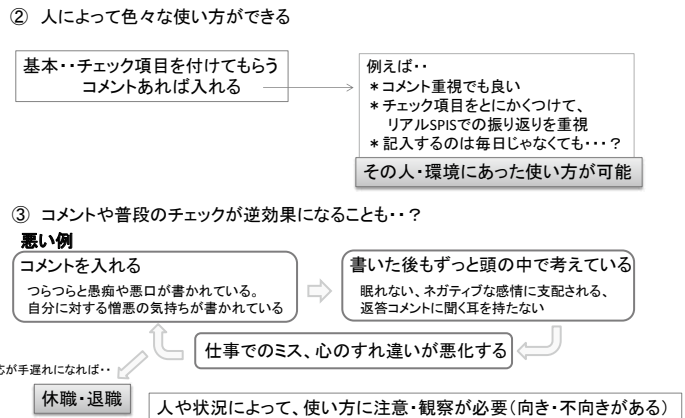 ② 人によって色々な使い方ができる
基本・・チェック項目を付けてもらう
コメントあれば入れる
例えば・・
＊コメント重視でも良い
＊チェック項目をとにかくつけて、
リアルSPISでの振り返りを重視
＊記入するのは毎日じゃなくても・・・？
その人・環境にあった使い方が可能
③ コメントや普段のチェックが逆効果になることも・・？
悪い例
コメントを入れる
つらつらと愚痴や悪口が書かれている。
自分に対する憎悪の気持ちが書かれている
書いた後もずっと頭の中で考えている
眠れない、ネガティブな感情に支配される、
返答コメントに聞く耳を持たない
仕事でのミス、心のすれ違いが悪化する
が手遅れになれば・・
休職・退職
人や状況によって、使い方に注意・観察が必要（向き・不向きがある）